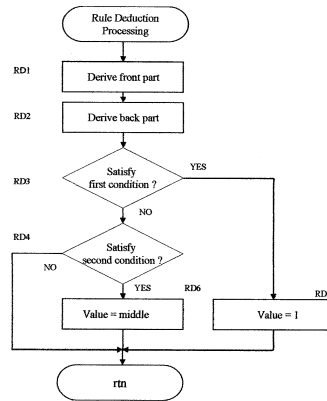 Rule Deduction
Processing
RD1
Derive front part
RD2
Derive back part
RD3
Satisfy
first condition ?
YES
NO
RD4
Satisfy
second condition ?
NO
YES
RD6
RD
Value = middle
Value = 1
rtn